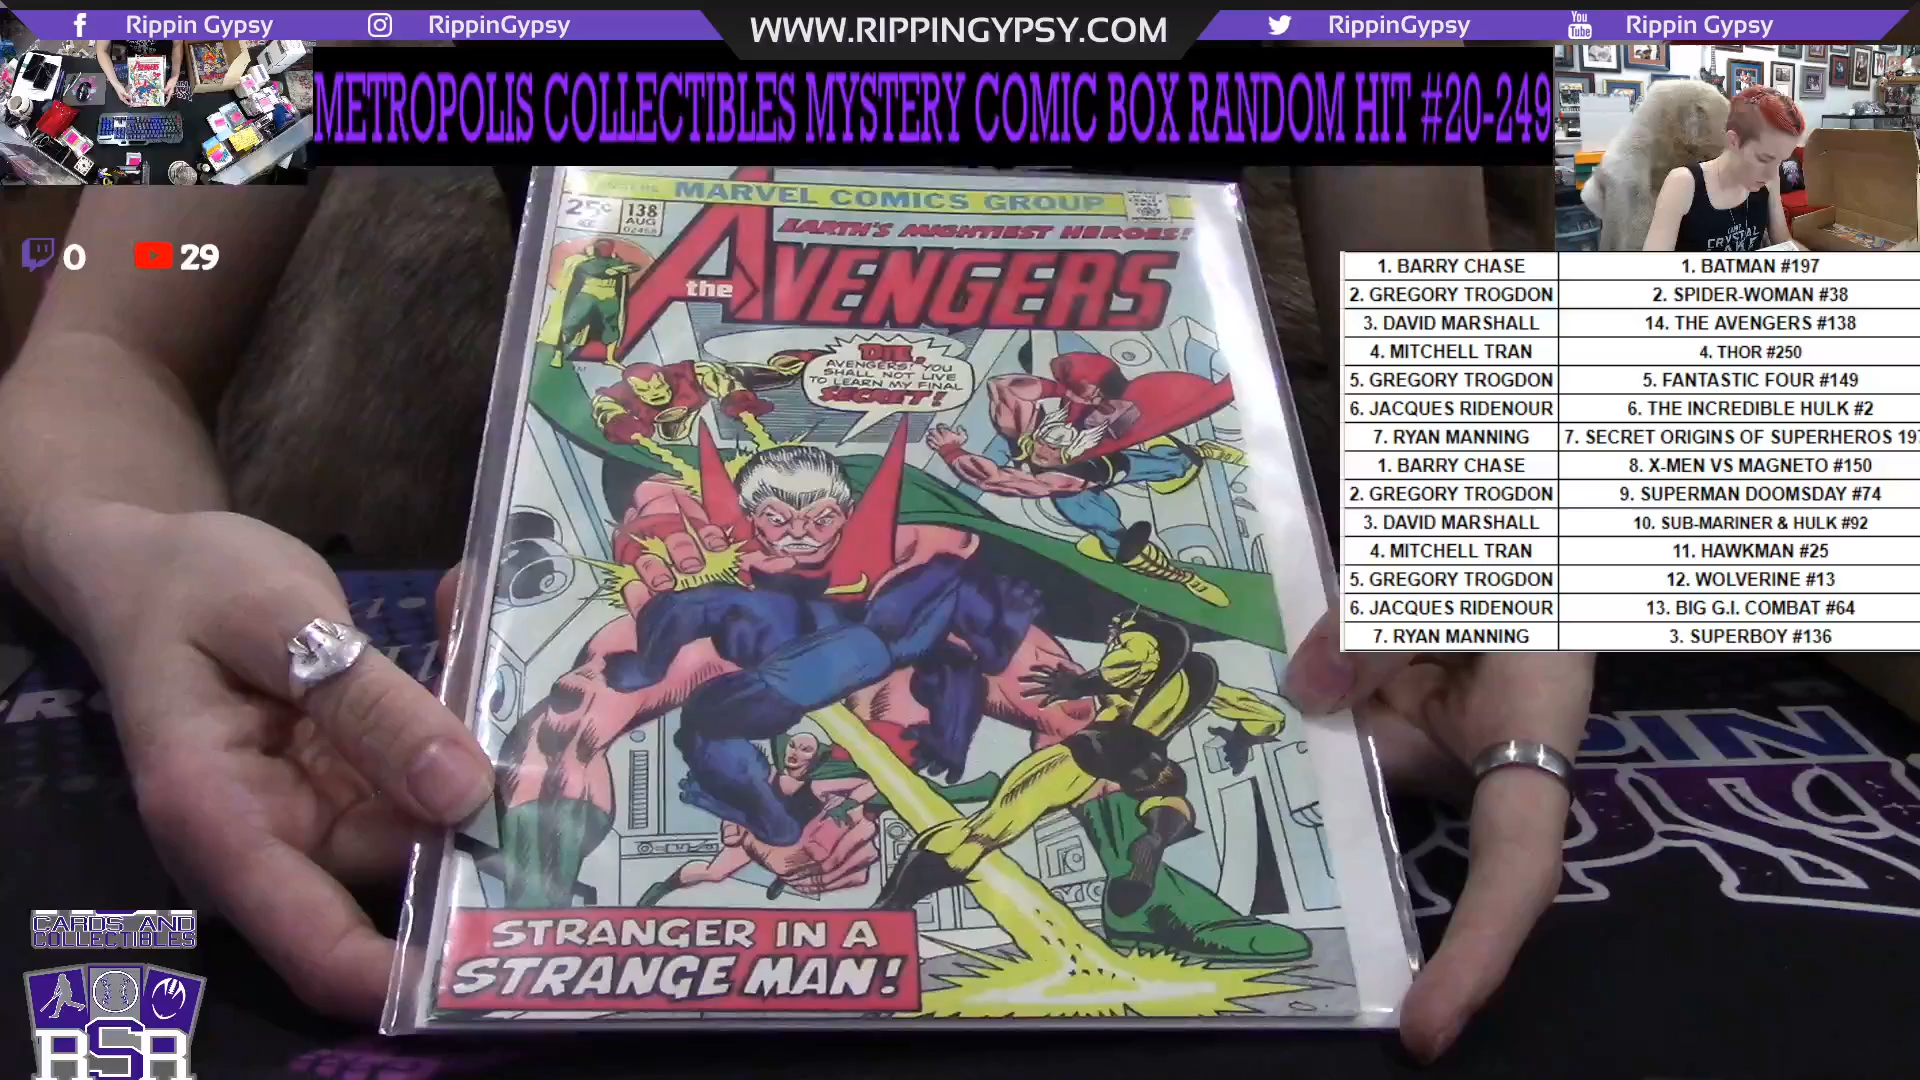 Rippin Gypsy
RippinGypsy
WWW.RIPPINGYPSY.COM
RippinGypsy
You
Tube
Rippin Gypsy
METROPOLIS COLLECTIBLES MYSTERY COMIC BOX RANDOM HIT #20-249
0
29
MARVEL COMICS GROUP
25¢
138
AUG
02458
EARTH'S MIGHTIEST HEROES!
the AVENGERS
DIE,
AVENGERS! YOU
SHALL NOT LIVE
TO LEARN MY FINAL
SECRET!
STRANGER IN A
STRANGE MAN!
CRYSTAL
LAKE
1. BARRY CHASE 1. BATMAN #197
2. GREGORY TROGDON 2. SPIDER-WOMAN #38
3. DAVID MARSHALL 14. THE AVENGERS #138
4. MITCHELL TRAN 4. THOR #250
5. GREGORY TROGDON 5. FANTASTIC FOUR #149
6. JACQUES RIDENOUR 6. THE INCREDIBLE HULK #2
7. RYAN MANNING 7. SECRET ORIGINS OF SUPERHEROS 197
1. BARRY CHASE 8. X-MEN VS MAGNETO #150
2. GREGORY TROGDON 9. SUPERMAN DOOMSDAY #74
3. DAVID MARSHALL 10. SUB-MARINER & HULK #92
4. MITCHELL TRAN 11. HAWKMAN #25
5. GREGORY TROGDON 12. WOLVERINE #13
6. JACQUES RIDENOUR 13. BIG G.I. COMBAT #64
7. RYAN MANNING 3. SUPERBOY #136
CARDS AND
COLLECTIBLES
RSR